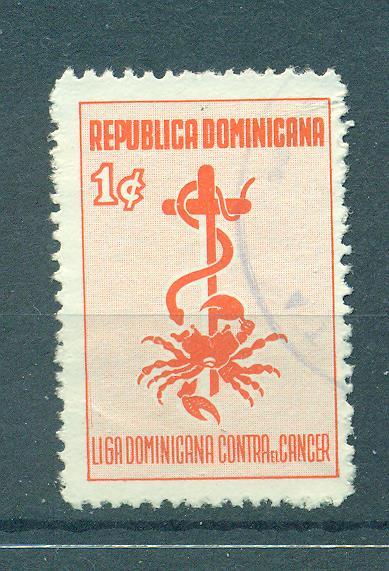 REPUBLICA DOMINICANA
1¢
LIGA DOMINICANA CONTRA EL CANCER